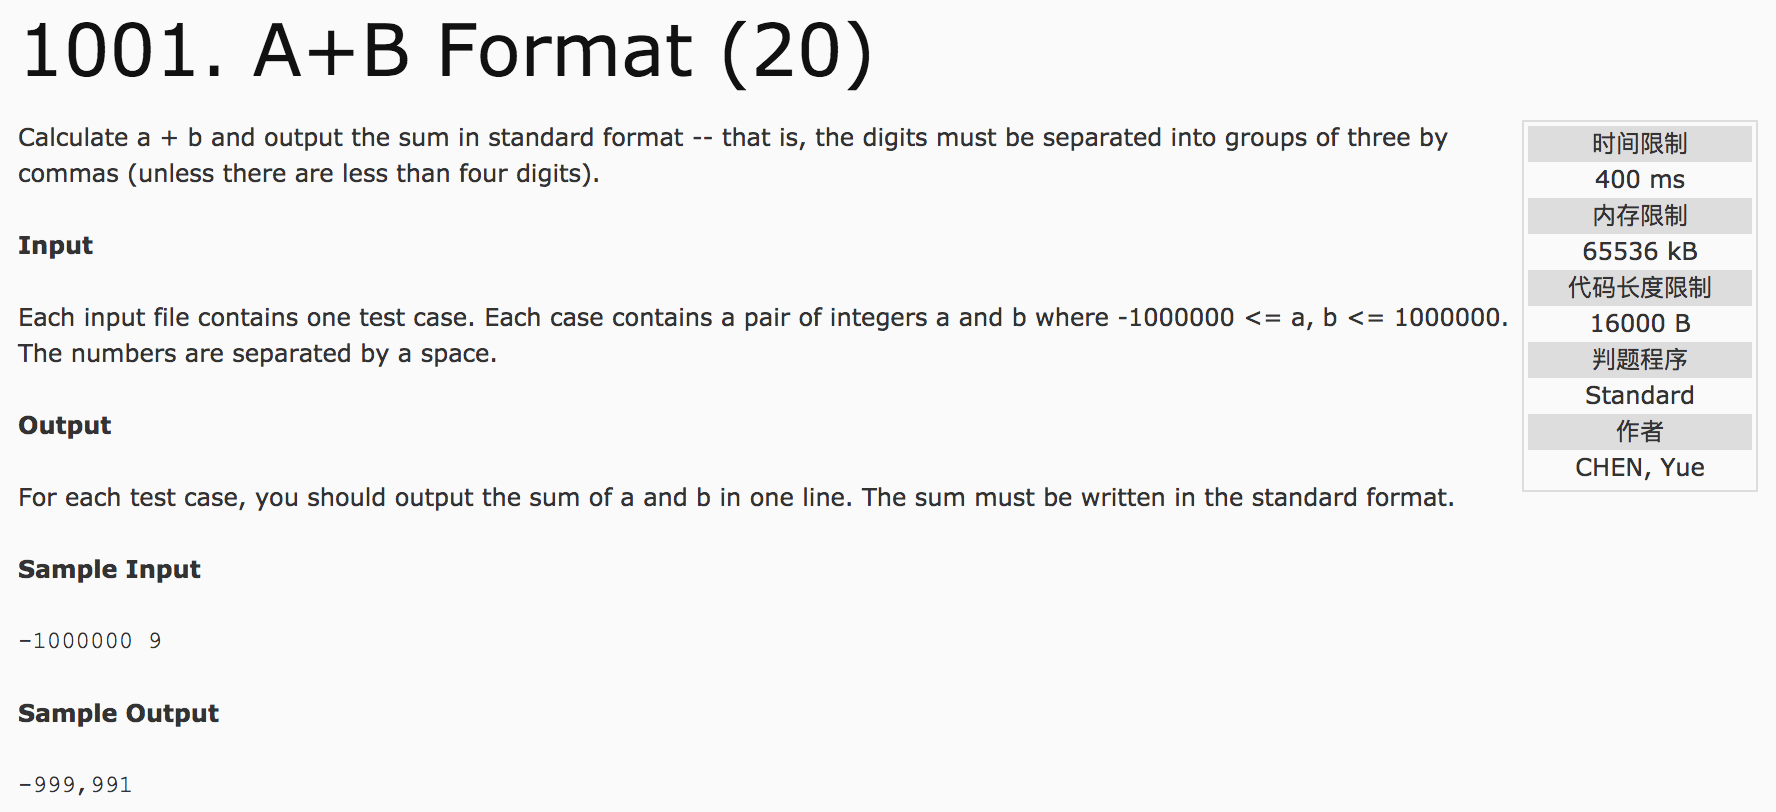 1001. A+B Format (20)
Calculate a + b and output the sum in standard format -- that is, the digits must be separated into groups of three by
commas (unless there are less than four digits).
Input
Each input file contains one test case. Each case contains a pair of integers a and b where -1000000 <= a, b <= 1000000.
The numbers are separated by a space.
Output
For each test case, you should output the sum of a and b in one line. The sum must be written in the standard format.
Sample Input
-1000000 9
Sample Output
-999,991
时间限制
400 ms
内存限制
65536 kB
代码长度限制
16000 B
判题程序
Standard
作者
CHEN, Yue